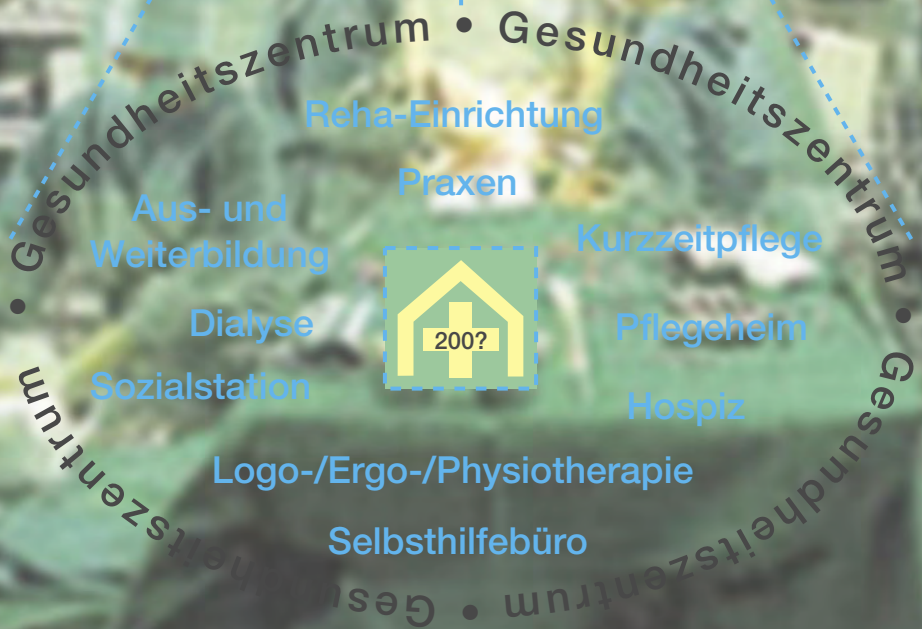 Gesundheitszentrum • Gesundheitszentrum • Gesundheitszentrum • Gesundheitszentrum •
Reha-Einrichtung
Praxen
Aus- und
Weiterbildung
Kurzzeitpflege
Dialyse
200?
Pflegeheim
Sozialstation
Hospiz
Logo-/Ergo-/Physiotherapie
Selbsthilfebüro